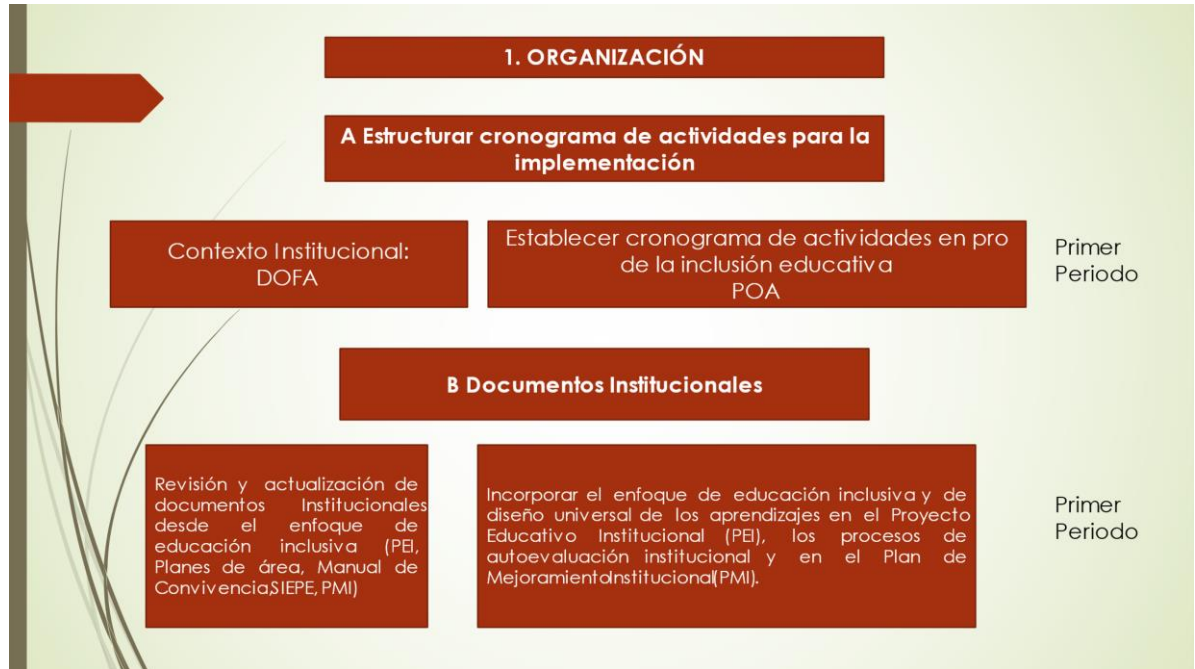 1. ORGANIZACIÓN
A Estructurar cronograma de actividades para la
implementación
Contexto Institucional:
DOFA
Establecer cronograma de actividades en pro
de la inclusión educativa
POA
Primer
Periodo
B Documentos Institucionales
Revisión y actualización de
documentos Institucionales
desde el enfoque de
educación inclusiva (PEI,
Planes de área, Manual de
Convivencia,SIEPE, PMI)
Incorporar el enfoque de educación inclusiva y de
diseño universal de los aprendizajes en el Proyecto
Educativo Institucional (PEI), los procesos de
autoevaluación institucional y en el Plan de
MejoramientoInstitucional(PMI).
Primer
Periodo